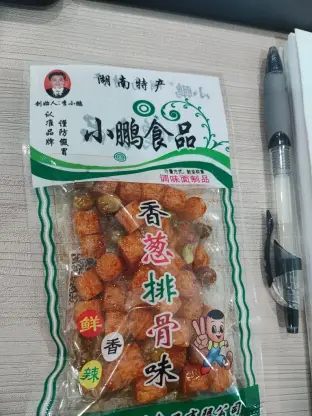 湖南特产
创始人:李小鹏
认准品牌
谨防假冒
小鹏食品
调味面制品
香葱排骨味
鲜
香
辣